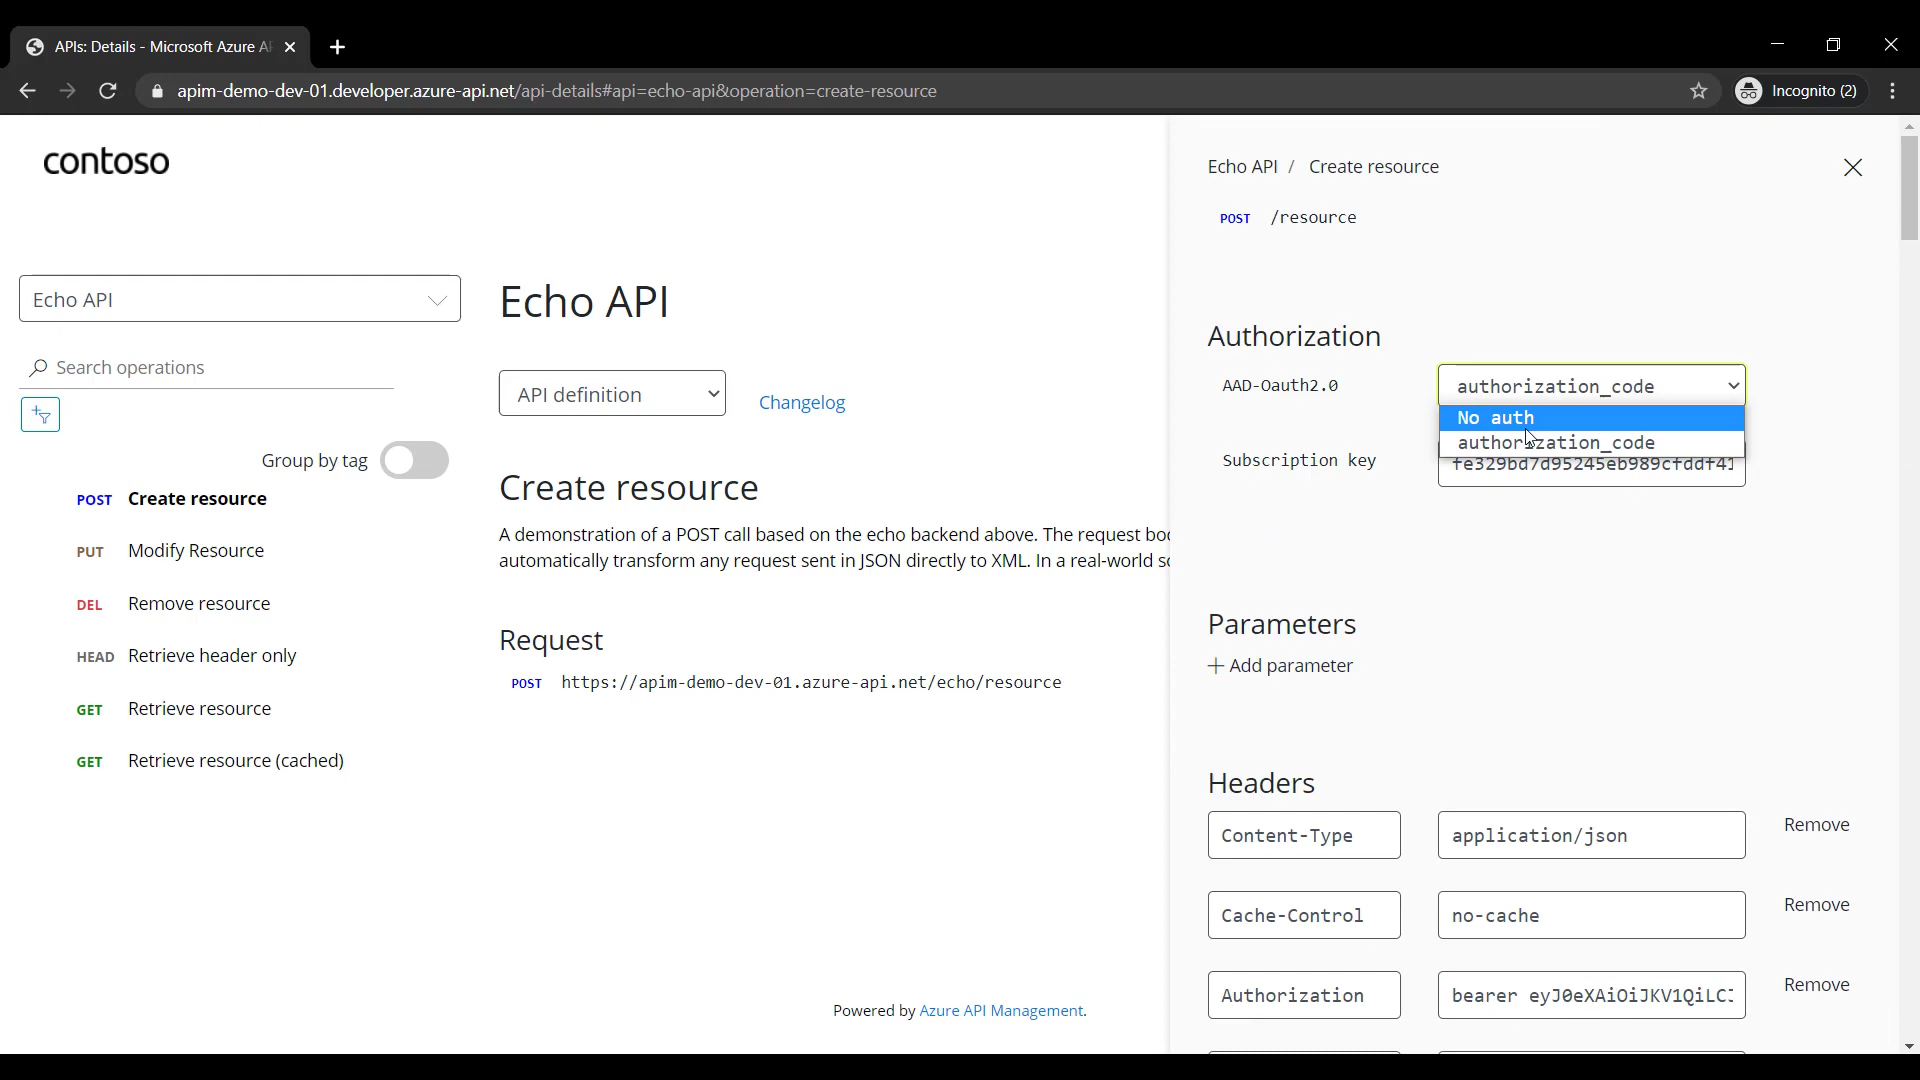 APIs: Details - Microsoft Azure
apim-demo-dev-01.developer.azure-api.net/api-details#api=echo-api&operation=create-resource
Incognito (2)
contoso
Echo API
Search operations
Group by tag
POST Create resource
PUT Modify Resource
DEL Remove resource
HEAD Retrieve header only
GET Retrieve resource
GET Retrieve resource (cached)
Echo API
API definition
Changelog
Create resource
A demonstration of a POST call based on the echo backend above. The request
automatically transform any request sent in JSON directly to XML. In a real-world
Request
POST https://apim-demo-dev-01.azure-api.net/echo/resource
Powered by Azure API Management.
Echo API / Create resource
POST /resource
Authorization
AAD-Oauth2.0 authorization_code
No auth
authorization_code
Subscription key
Parameters
+ Add parameter
Headers
Content-Type application/json Remove
Cache-Control no-cache Remove
Authorization bearer Remove